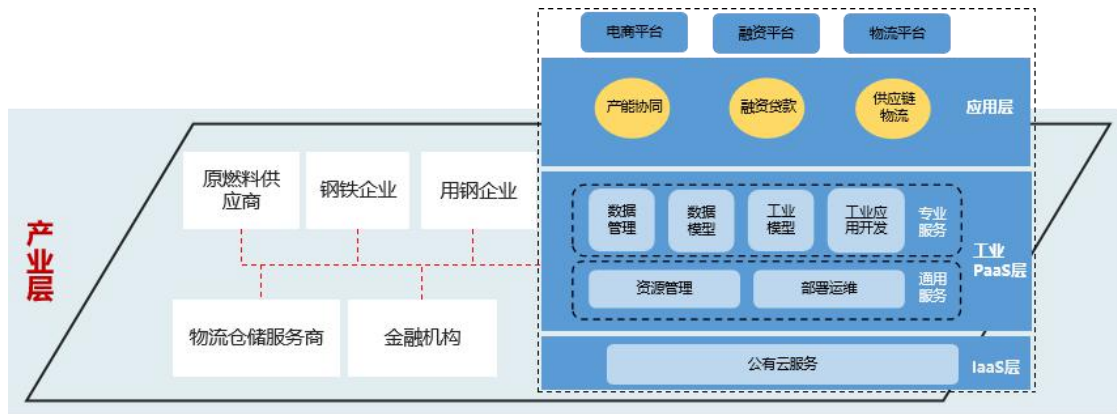 电商平台
融资平台
物流平台
产能协同
融资贷款
供应链
物流
应用层
原燃料供
应商
钢铁企业
用钢企业
产
业
层
物流仓储服务商
金融机构
数据
管理
数据
模型
工业
模型
工业应
用开发
专业
服务
工业
PaaS层
资源管理
部署运维
通用
服务
公有云服务
IaaS层